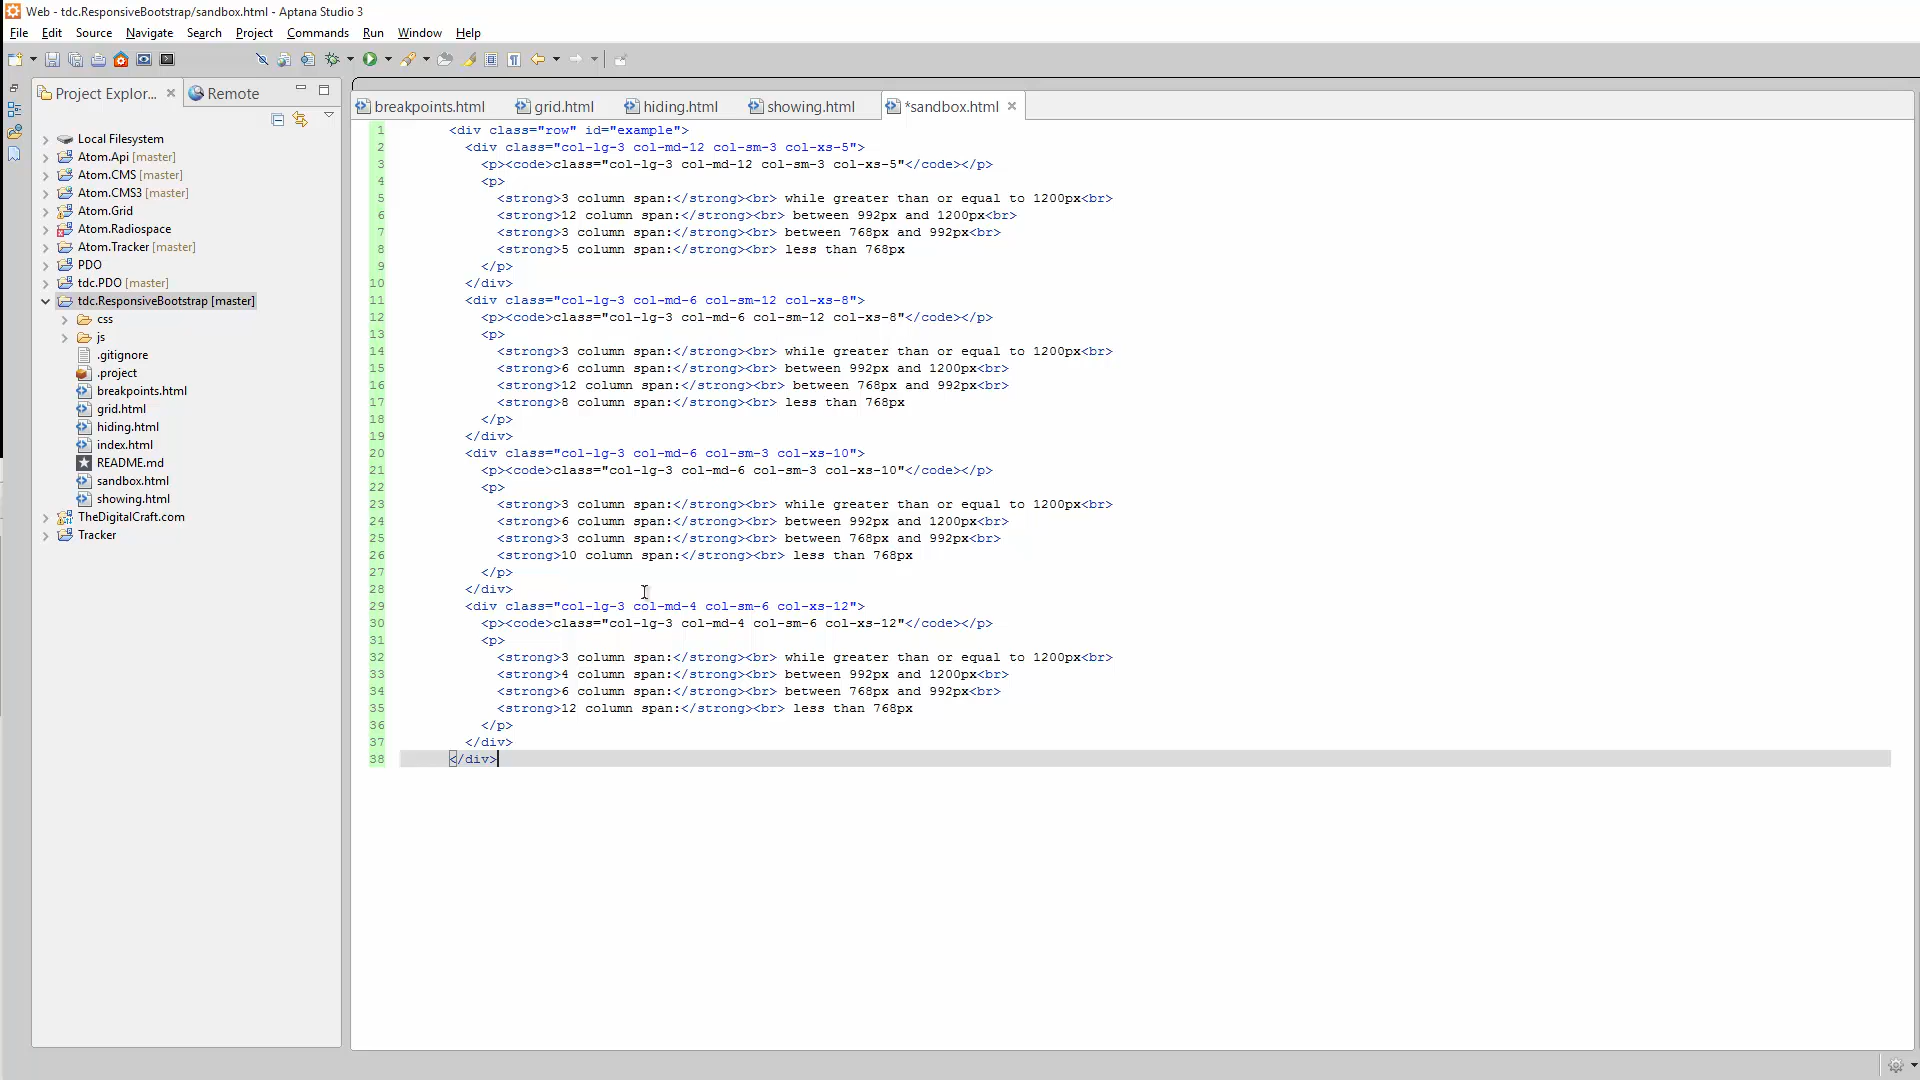 Web - tdc.ResponsiveBootstrap/sandbox.html - Aptana Studio 3
File Edit Source Navigate Search Project Commands Run Window Help
Project Explor... Remote
breakpoints.html grid.html hiding.html showing.html *sandbox.html
Local Filesystem
Atom.Api [master]
Atom.CMS [master]
Atom.CMS3 [master]
Atom.Grid
Atom.Radiospace
Atom.Tracker [master]
PDO
tdc.PDO [master]
tdc.ResponsiveBootstrap [master]
css
js
.gitignore
.project
breakpoints.html
grid.html
hiding.html
index.html
README.md
sandbox.html
showing.html
TheDigitalCraft.com
Tracker
1 <div class="row" id="example">
2 <div class="col-lg-3 col-md-12 col-sm-3 col-xs-5">
3 <p><code>class="col-lg-3 col-md-12 col-sm-3 col-xs-5"</code></p>
4 <p>
5 <strong>3 column span:</strong><br> while greater than or equal to 1200px<br>
6 <strong>12 column span:</strong><br> between 992px and 1200px<br>
7 <strong>3 column span:</strong><br> between 768px and 992px<br>
8 <strong>5 column span:</strong><br> less than 768px
9 </p>
10 </div>
11 <div class="col-lg-3 col-md-6 col-sm-12 col-xs-8">
12 <p><code>class="col-lg-3 col-md-6 col-sm-12 col-xs-8"</code></p>
13 <p>
14 <strong>3 column span:</strong><br> while greater than or equal to 1200px<br>
15 <strong>6 column span:</strong><br> between 992px and 1200px<br>
16 <strong>12 column span:</strong><br> between 768px and 992px<br>
17 <strong>8 column span:</strong><br> less than 768px
18 </p>
19 </div>
20 <div class="col-lg-3 col-md-6 col-sm-3 col-xs-10">
21 <p><code>class="col-lg-3 col-md-6 col-sm-3 col-xs-10"</code></p>
22 <p>
23 <strong>3 column span:</strong><br> while greater than or equal to 1200px<br>
24 <strong>6 column span:</strong><br> between 992px and 1200px<br>
25 <strong>3 column span:</strong><br> between 768px and 992px<br>
26 <strong>10 column span:</strong><br> less than 768px
27 </p>
28 </div>
29 <div class="col-lg-3 col-md-4 col-sm-6 col-xs-12">
30 <p><code>class="col-lg-3 col-md-4 col-sm-6 col-xs-12"</code></p>
31 <p>
32 <strong>3 column span:</strong><br> while greater than or equal to 1200px<br>
33 <strong>4 column span:</strong><br> between 992px and 1200px<br>
34 <strong>6 column span:</strong><br> between 768px and 992px<br>
35 <strong>12 column span:</strong><br> less than 768px
36 </p>
37 </div>
38 </div>